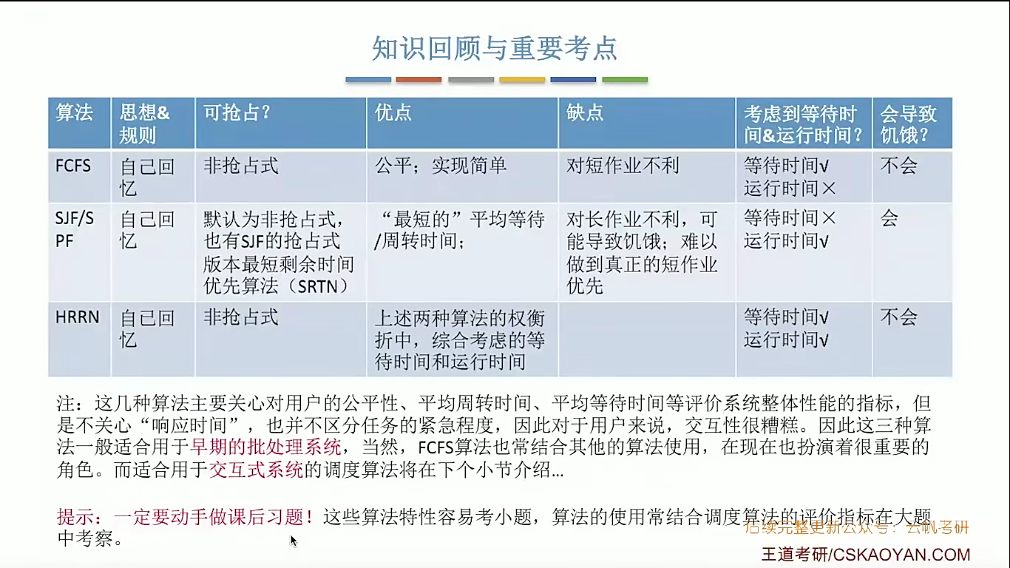 知识回顾与重要考点
算法 思想& 可抢占？ 优点 缺点 考虑到等待时 会导致
规则 间&运行时间？ 饥饿？
FCFS 自己回 非抢占式 公平；实现简单 对短作业不利 等待时间√ 不会
忆 运行时间×
SJF/S 自己回 默认为非抢占式， “最短的”平均等待 对长作业不利，可 等待时间× 会
PF 忆 也有SJF的抢占式 /周转时间； 能导致饥饿；难以 运行时间√
版本最短剩余时间 做到真正的短作业
优先算法（SRTN） 优先
HRRN 自己回 非抢占式 上述两种算法的权衡 等待时间√ 不会
忆 折中，综合考虑的等 运行时间√
待时间和运行时间
注：这几种算法主要关心对用户的公平性、平均周转时间、平均等待时间等评价系统整体性能的指标，但
是不关心“响应时间”，也并不区分任务的紧急程度，因此对于用户来说，交互性很糟糕。因此这三种算
法一般适合用于早期的批处理系统，当然，FCFS算法也常结合其他的算法使用，在现在也扮演着很重要的
角色。而适合用于交互式系统的调度算法将在下个小节介绍...
提示：一定要动手做课后习题！这些算法特性容易考小题，算法的使用常结合调度算法的评价指标在大题
中考察。
后续完整更新公众号：云帆考研
王道考研/CSKAOYAN.COM